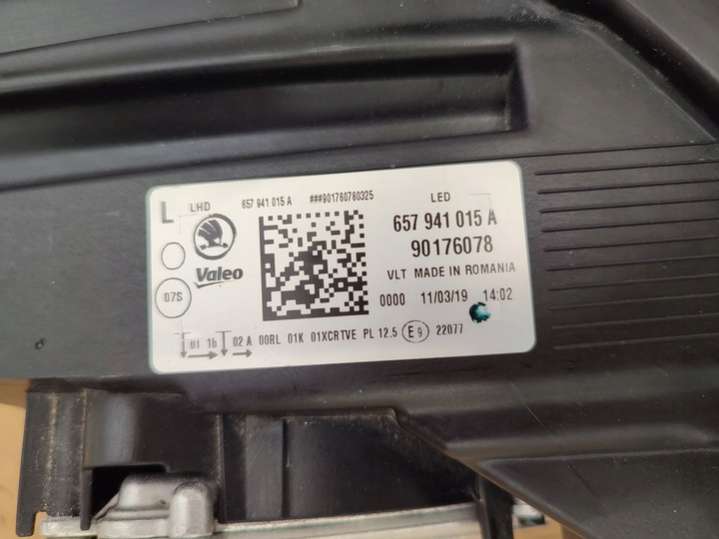 L LHD 657 941 015 A ###901760780325 LED
657 941 015 A
90176078
Valeo
VLT MADE IN ROMANIA
07S
0000 11/03/19 14:02
01 1b 02 A 00RL 01K 01XCRTVE PL 12.5 E9 22077